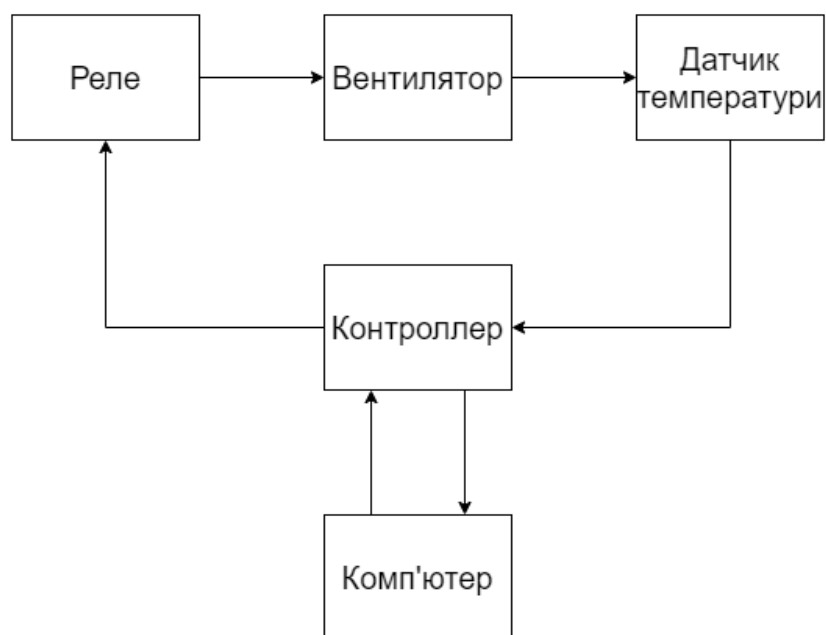 Реле
Вентилятор
Датчик
температури
Контроллер
Комп'ютер